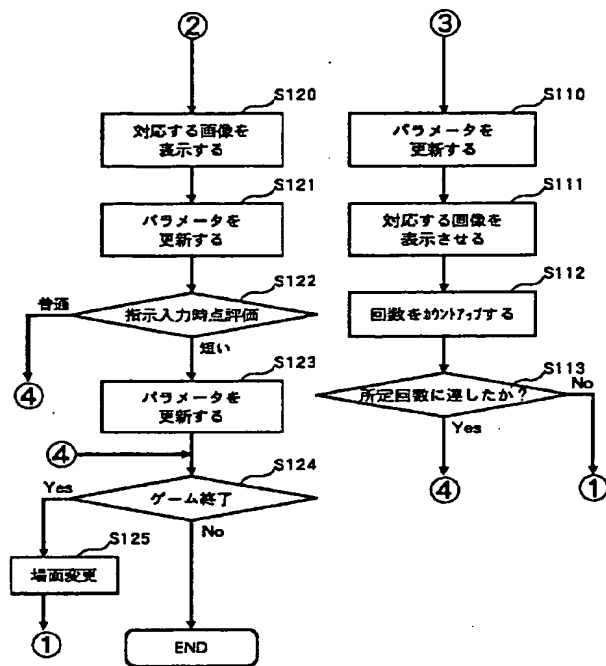 ②
S120
対応する画像を
表示する
S121
パラメータを
更新する
S122
普通
指示入力時点評価
短い
④
S123
パラメータを
更新する
④
S124
Yes
ゲーム終了
No
S125
場面変更
①
END
③
S110
パラメータを
更新する
S111
対応する画像を
表示させる
S112
回数をカウントアップする
S113
所定回数に達したか？
No
Yes
④
①